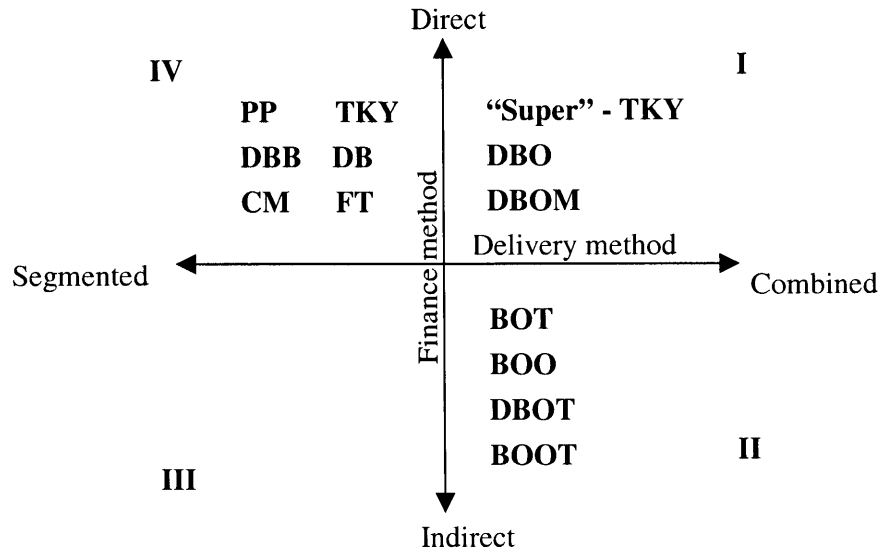 Direct
IV
I
PP TKY
"Super" - TKY
DBB DB
DBO
CM FT
DBOM
Finance method
Delivery method
Segmented
Combined
BOT
BOO
DBOT
BOOT
II
III
Indirect